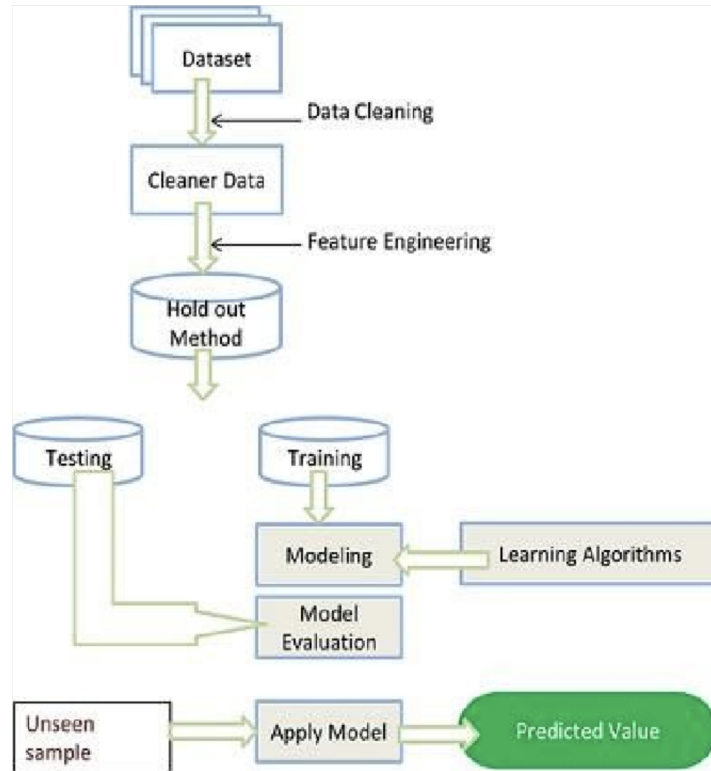 Dataset
Data Cleaning
Cleaner Data
Feature Engineering
Hold out
Method
Testing
Training
Modeling
Learning Algorithms
Model
Evaluation
Unseen
sample
Apply Model
Predicted Value